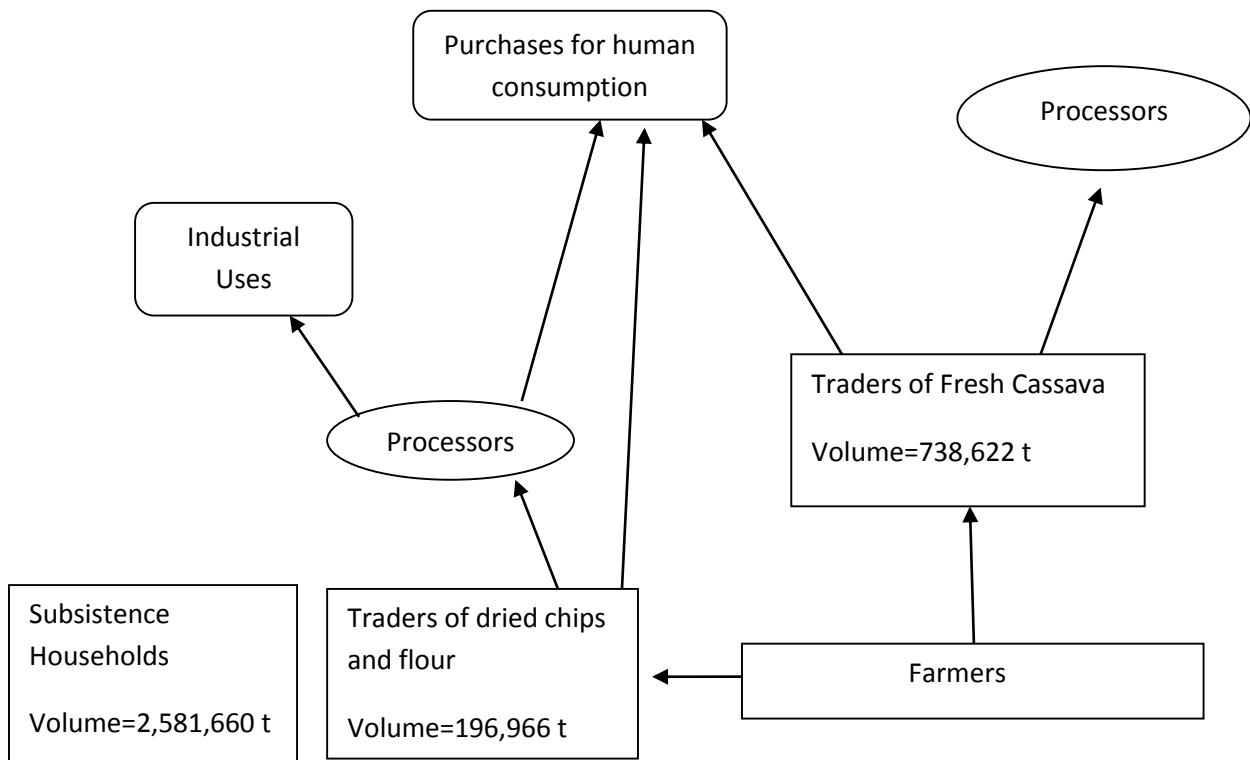 Purchases for human
consumption
Processors
Industrial
Uses
Traders of Fresh Cassava
Volume=738,622 t
Processors
Subsistence
Households
Volume=2,581,660 t
Traders of dried chips
and flour
Volume=196,966 t
Farmers